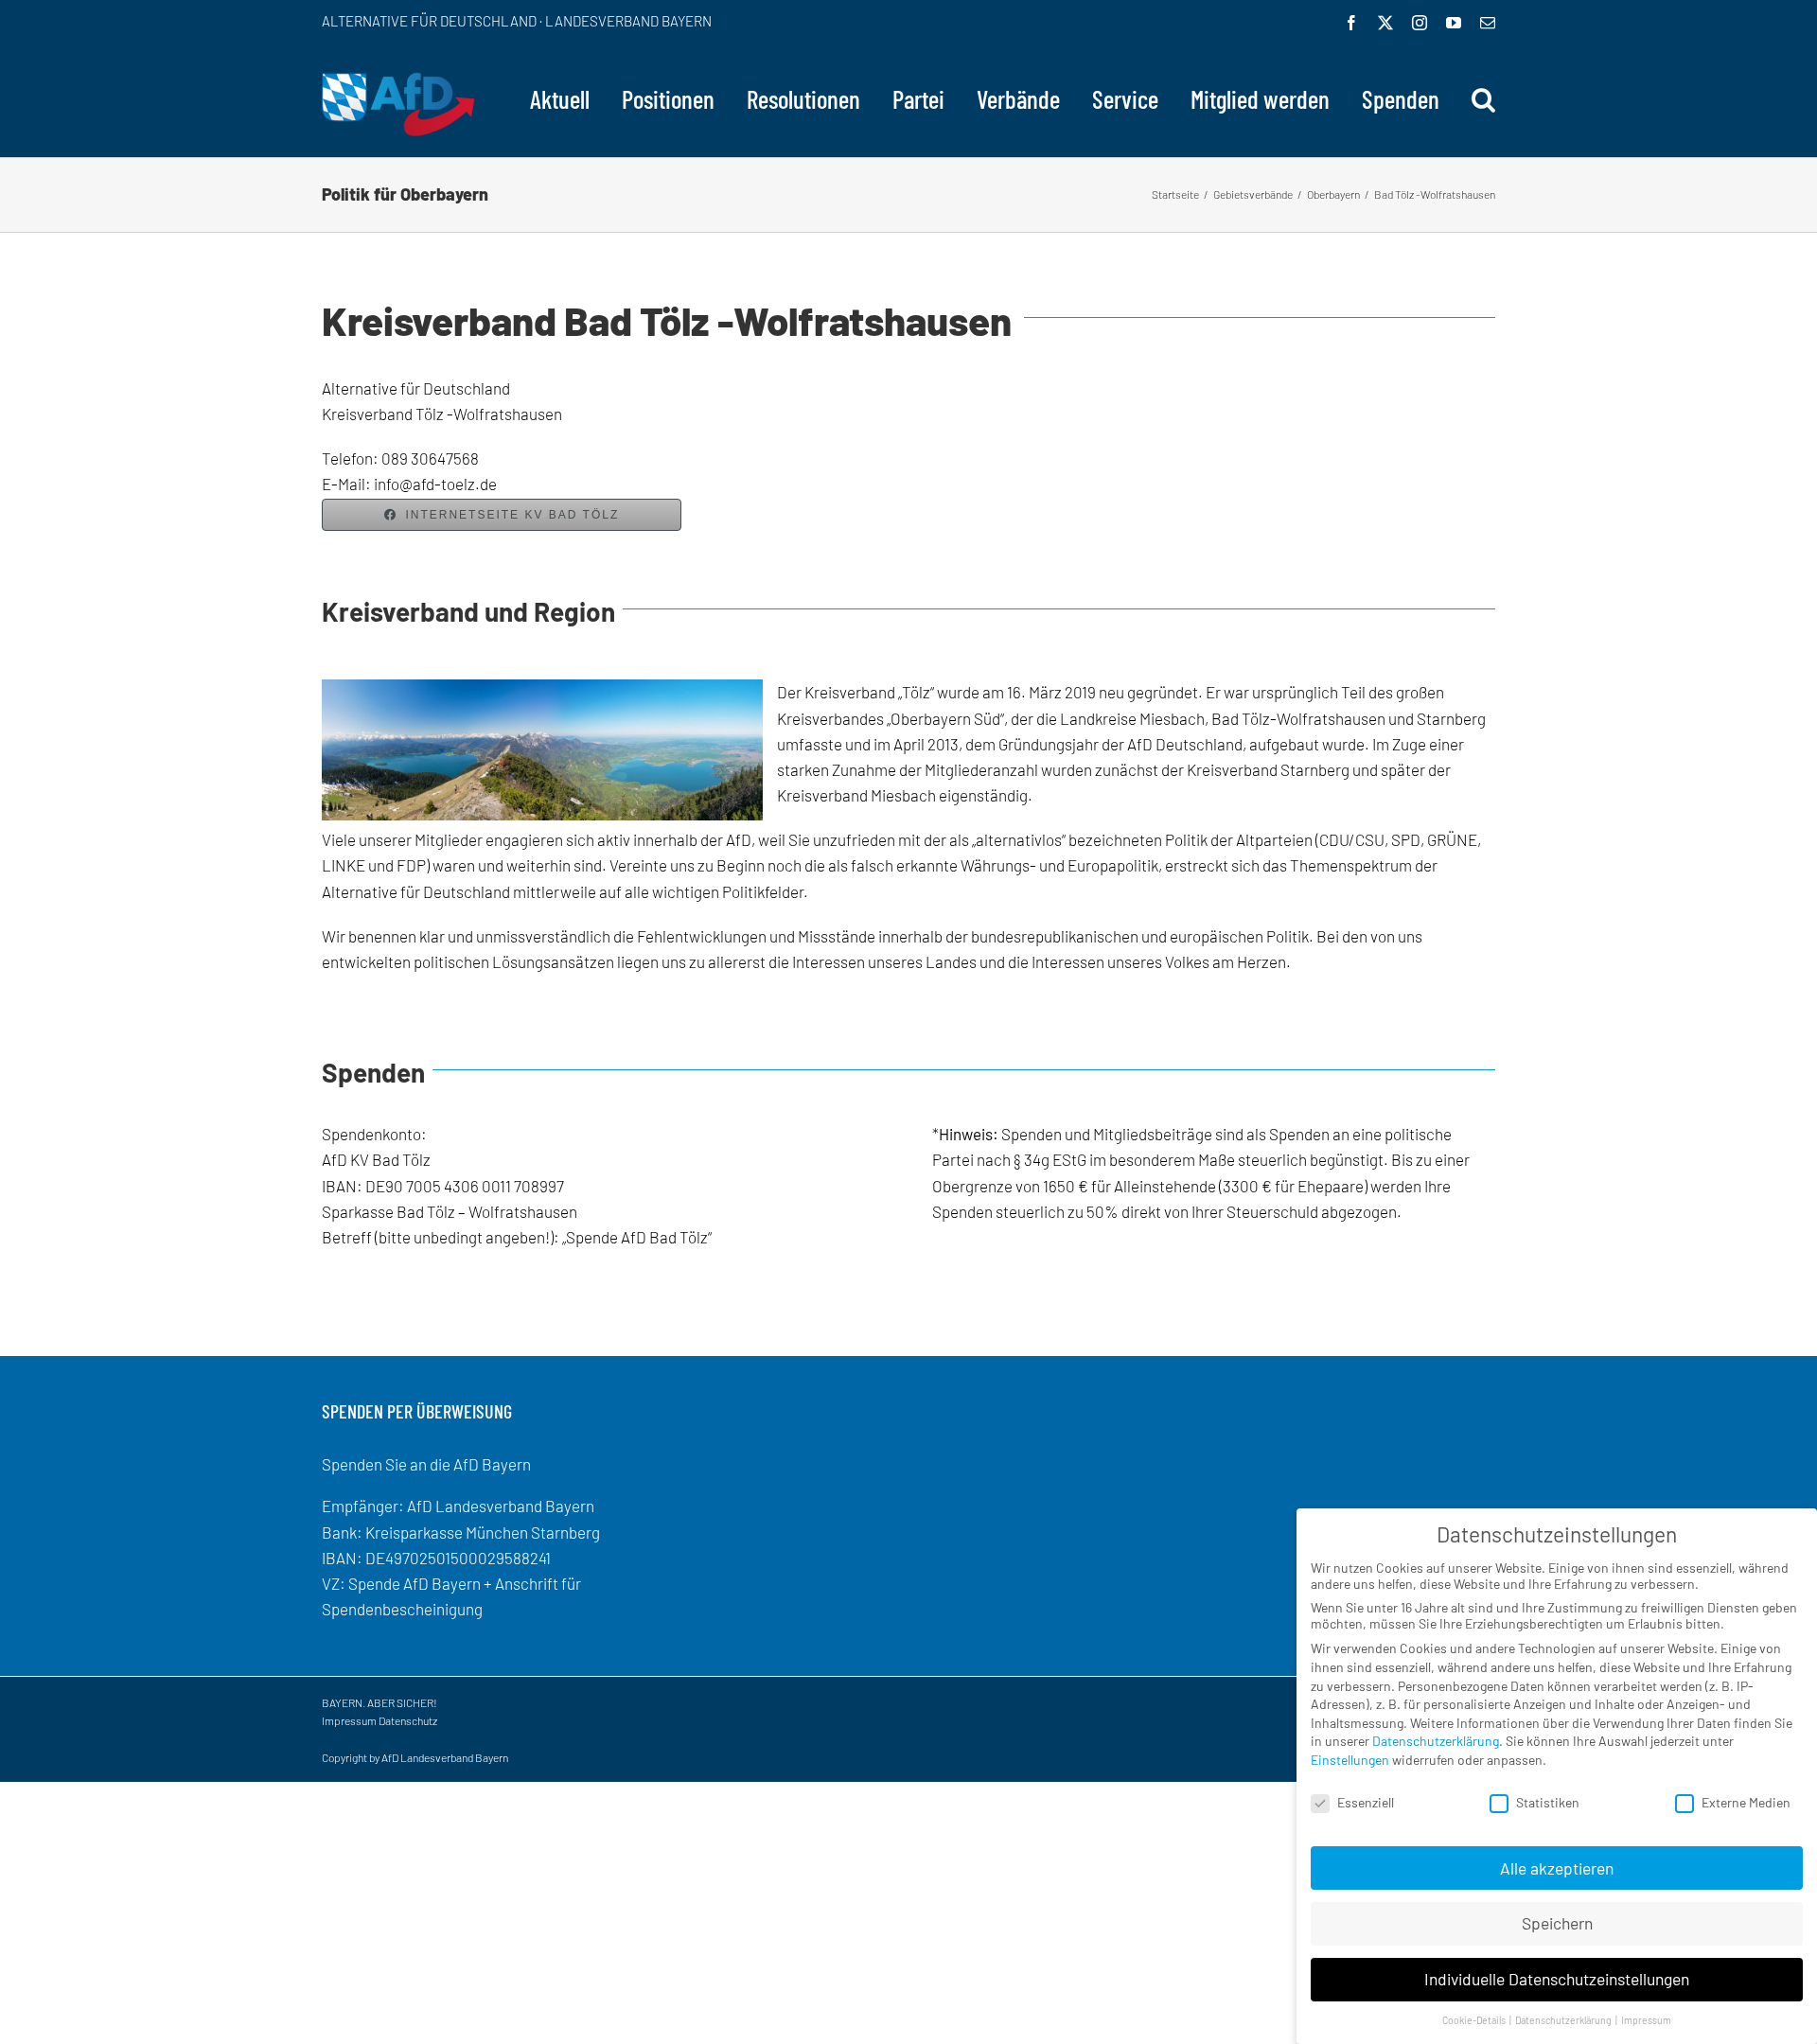 ALTERNATIVE FÜR DEUTSCHLAND · LANDESVERBAND BAYERN
AfD
Aktuell Positionen Resolutionen Partei Verbände Service Mitglied werden Spenden
Politik für Oberbayern
Startseite / Gebietsverbände / Oberbayern / Bad Tölz -Wolfratshausen
Kreisverband Bad Tölz -Wolfratshausen
Alternative für Deutschland
Kreisverband Tölz -Wolfratshausen
Telefon: 089 30647568
E-Mail: info@afd-toelz.de
INTERNETSEITE KV BAD TÖLZ
Kreisverband und Region
Der Kreisverband „Tölz“ wurde am 16. März 2019 neu gegründet. Er war ursprünglich Teil des großen
Kreisverbandes „Oberbayern Süd“, der die Landkreise Miesbach, Bad Tölz-Wolfratshausen und Starnberg
umfasste und im April 2013, dem Gründungsjahr der AfD Deutschland, aufgebaut wurde. Im Zuge einer
starken Zunahme der Mitgliederanzahl wurden zunächst der Kreisverband Starnberg und später der
Kreisverband Miesbach eigenständig.
Viele unserer Mitglieder engagieren sich aktiv innerhalb der AfD, weil Sie unzufrieden mit der als „alternativlos“ bezeichneten Politik der Altparteien (CDU/CSU, SPD, GRÜNE,
LINKE und FDP) waren und weiterhin sind. Vereinte uns zu Beginn noch die als falsch erkannte Währungs- und Europapolitik, erstreckt sich das Themenspektrum der
Alternative für Deutschland mittlerweile auf alle wichtigen Politikfelder.
Wir benennen klar und unmissverständlich die Fehlentwicklungen und Missstände innerhalb der bundesrepublikanischen und europäischen Politik. Bei den von uns
entwickelten politischen Lösungsansätzen liegen uns zu allererst die Interessen unseres Landes und die Interessen unseres Volkes am Herzen.
Spenden
Spendenkonto:
AfD KV Bad Tölz
IBAN: DE90 7005 4306 0011 708997
Sparkasse Bad Tölz – Wolfratshausen
Betreff (bitte unbedingt angeben!): „Spende AfD Bad Tölz“
*Hinweis: Spenden und Mitgliedsbeiträge sind als Spenden an eine politische
Partei nach § 34g EStG im besonderem Maße steuerlich begünstigt. Bis zu einer
Obergrenze von 1650 € für Alleinstehende (3300 € für Ehepaare) werden Ihre
Spenden steuerlich zu 50% direkt von Ihrer Steuerschuld abgezogen.
SPENDEN PER ÜBERWEISUNG
Spenden Sie an die AfD Bayern
Empfänger: AfD Landesverband Bayern
Bank: Kreisparkasse München Starnberg
IBAN: DE49702501500029588241
VZ: Spende AfD Bayern + Anschrift für
Spendenbescheinigung
BAYERN. ABER SICHER!
Impressum Datenschutz
Copyright by AfD Landesverband Bayern
Datenschutzeinstellungen
Wir nutzen Cookies auf unserer Website. Einige von ihnen sind essenziell, während
andere uns helfen, diese Website und Ihre Erfahrung zu verbessern.
Wenn Sie unter 16 Jahre alt sind und Ihre Zustimmung zu freiwilligen Diensten geben
möchten, müssen Sie Ihre Erziehungsberechtigten um Erlaubnis bitten.
Wir verwenden Cookies und andere Technologien auf unserer Website. Einige von
ihnen sind essenziell, während andere uns helfen, diese Website und Ihre Erfahrung
zu verbessern. Personenbezogene Daten können verarbeitet werden (z. B. IP-
Adressen), z. B. für personalisierte Anzeigen und Inhalte oder Anzeigen- und
Inhaltsmessung. Weitere Informationen über die Verwendung Ihrer Daten finden Sie
in unserer Datenschutzerklärung. Sie können Ihre Auswahl jederzeit unter
Einstellungen widerrufen oder anpassen.
Essenziell Statistiken Externe Medien
Alle akzeptieren
Speichern
Individuelle Datenschutzeinstellungen
Cookie-Details | Datenschutzerklärung | Impressum